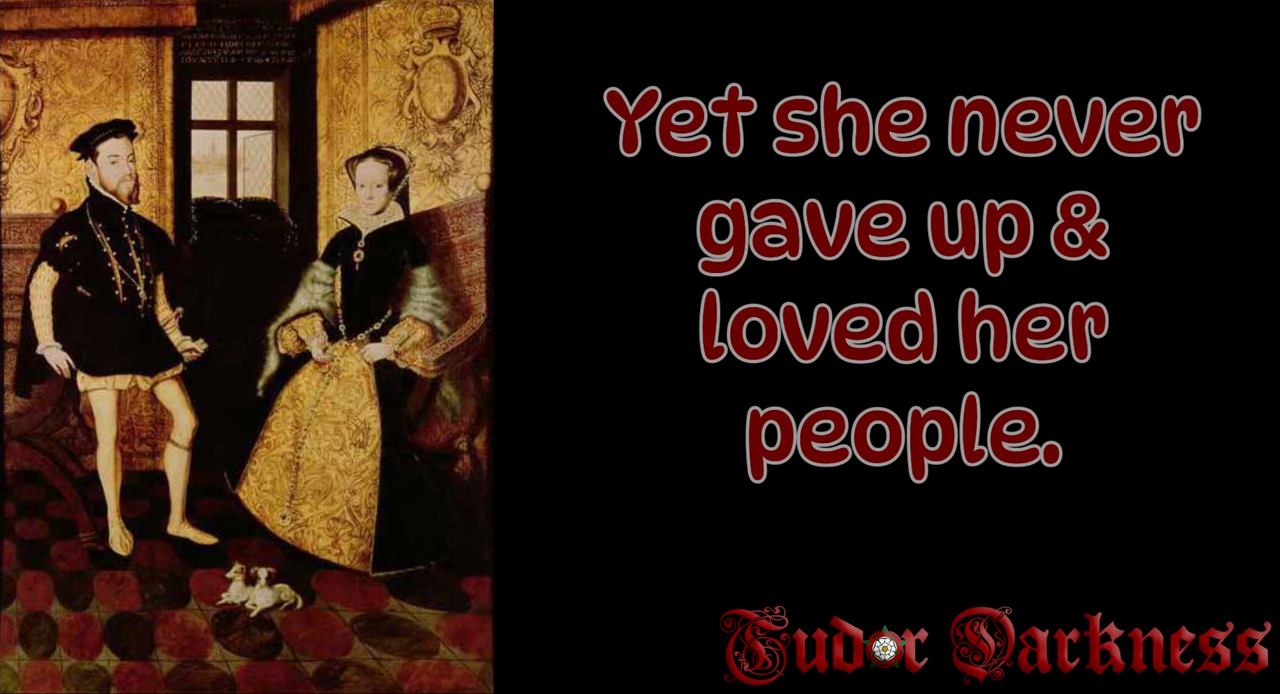 Yet she never
gave up &
loved her
people.
Tudor Darkness